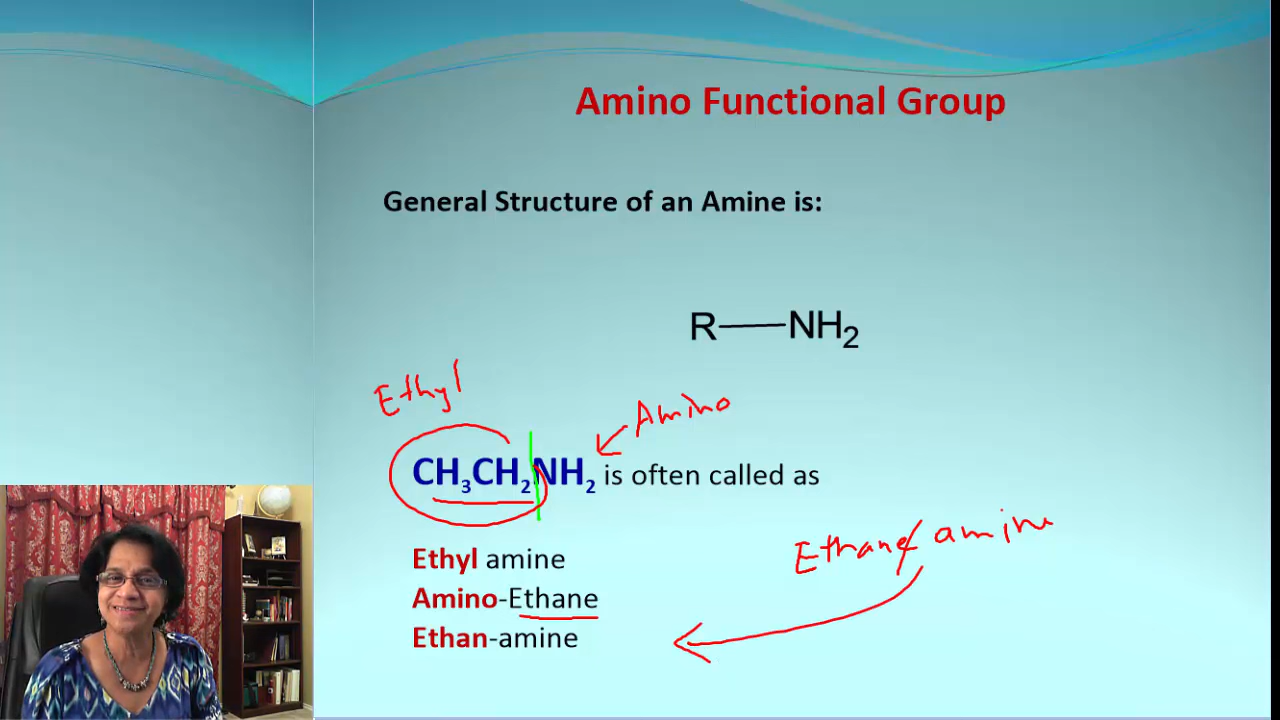 Amino Functional Group
General Structure of an Amine is:
R—NH2
Ethyl
Amino
CH3CH2NH2 is often called as
Ethane amine
Ethyl amine
Amino-Ethane
Ethan-amine